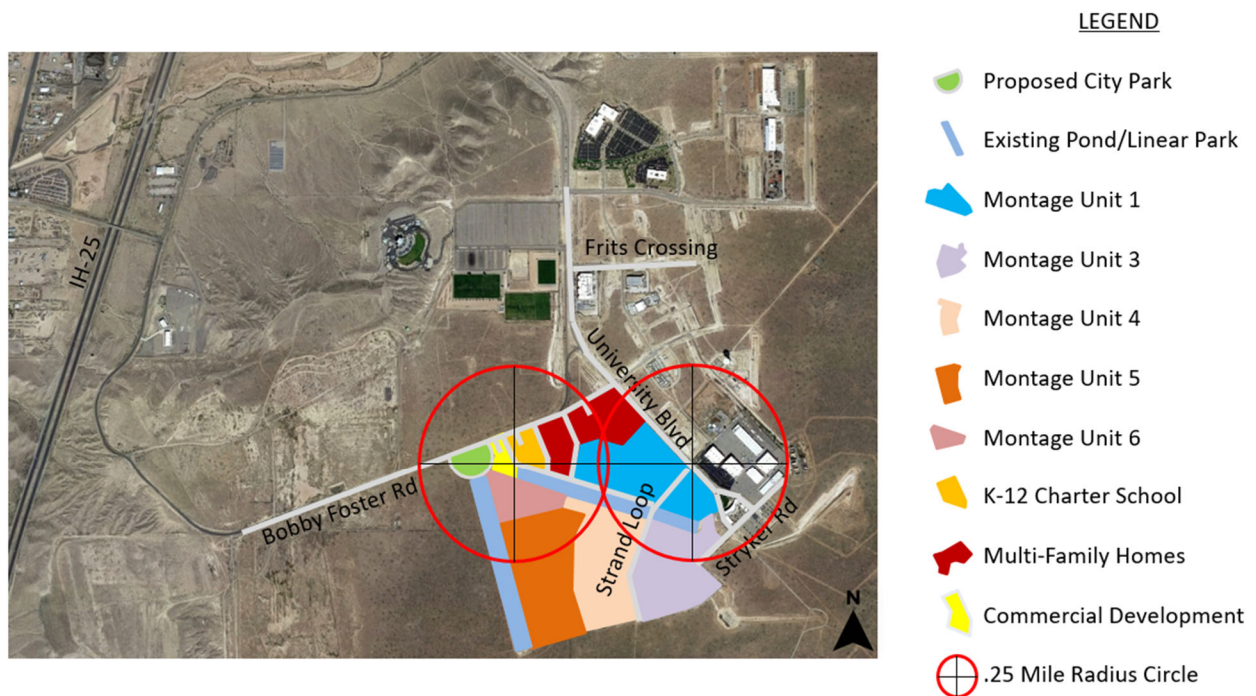 LEGEND
Proposed City Park
Existing Pond/Linear Park
Montage Unit 1
Montage Unit 3
Montage Unit 4
Montage Unit 5
Montage Unit 6
K-12 Charter School
Multi-Family Homes
Commercial Development
.25 Mile Radius Circle
IH-25
Frits Crossing
University Blvd
Bobby Foster Rd
Strand Loop
Stryker Rd
N